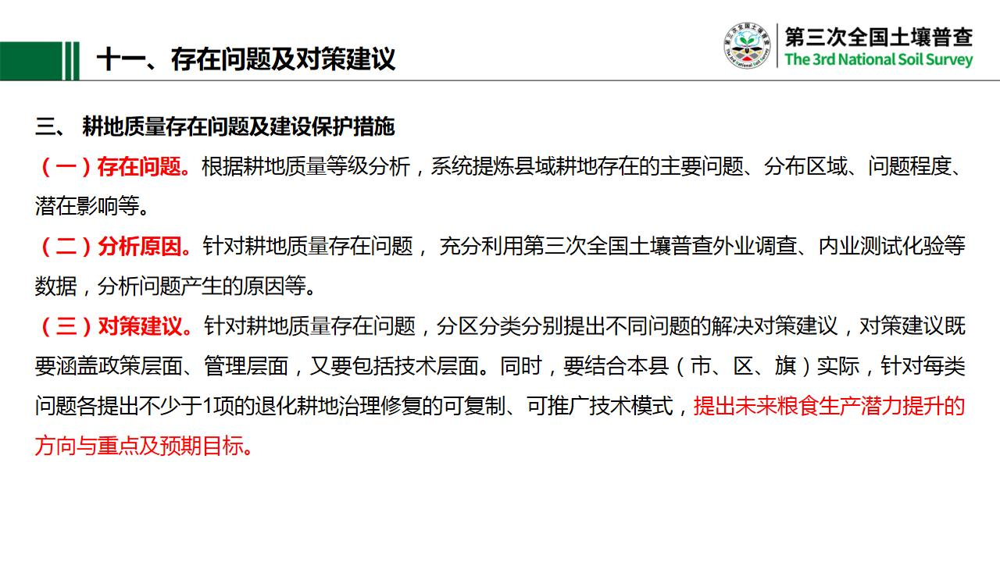 十一、存在问题及对策建议
第三次全国土壤普查
The 3rd National Soil Survey
三、 耕地质量存在问题及建设保护措施
（一）存在问题。根据耕地质量等级分析，系统提炼县域耕地存在的主要问题、分布区域、问题程度、
潜在影响等。
（二）分析原因。针对耕地质量存在问题， 充分利用第三次全国土壤普查外业调查、内业测试化验等
数据，分析问题产生的原因等。
（三）对策建议。针对耕地质量存在问题，分区分类分别提出不同问题的解决对策建议，对策建议既
要涵盖政策层面、管理层面，又要包括技术层面。同时，要结合本县（市、区、旗）实际，针对每类
问题各提出不少于1项的退化耕地治理修复的可复制、可推广技术模式，提出未来粮食生产潜力提升的
方向与重点及预期目标。